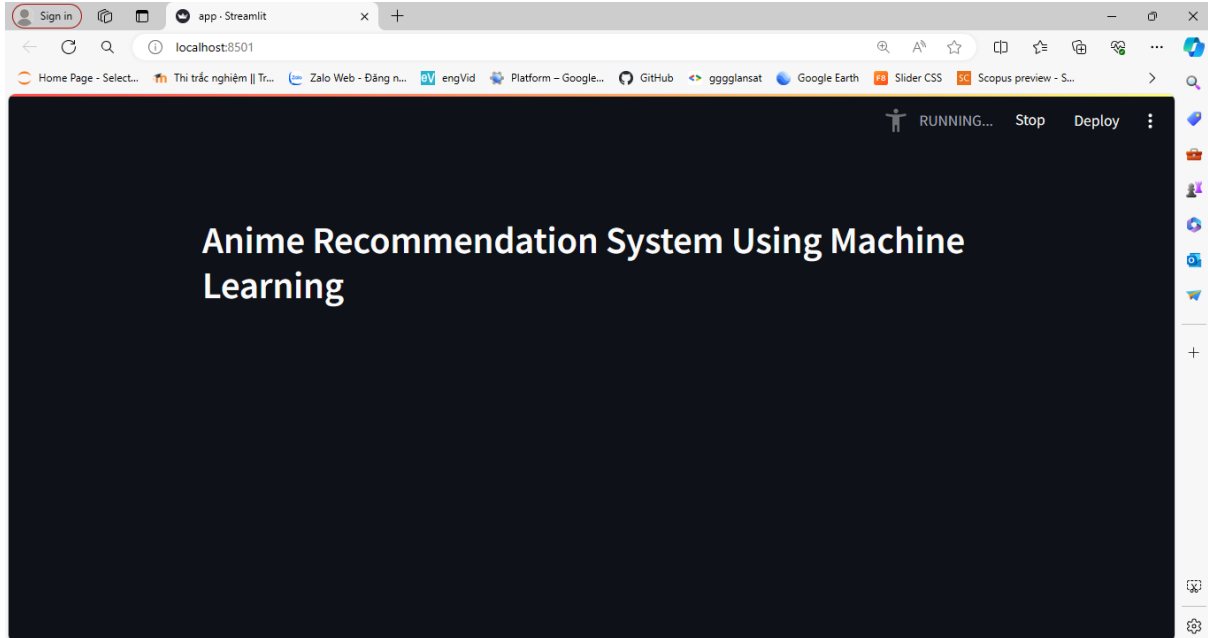 Sign in
app · Streamlit
localhost:8501
Home Page - Select... Thi trắc nghiệm || Tr... Zalo Web - Đăng n... engVid Platform – Google... GitHub gggglansat Google Earth Slider CSS Scopus preview - S...
RUNNING... Stop Deploy
Anime Recommendation System Using Machine
Learning